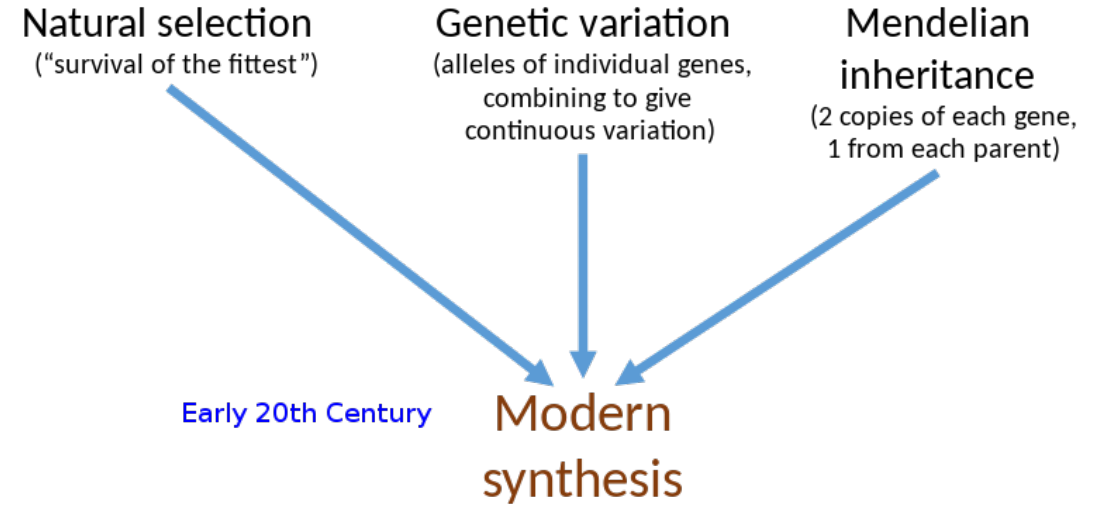 Natural selection
(“survival of the fittest”)
Genetic variation
(alleles of individual genes,
combining to give
continuous variation)
Mendelian
inheritance
(2 copies of each gene,
1 from each parent)
Early 20th Century
Modern
synthesis